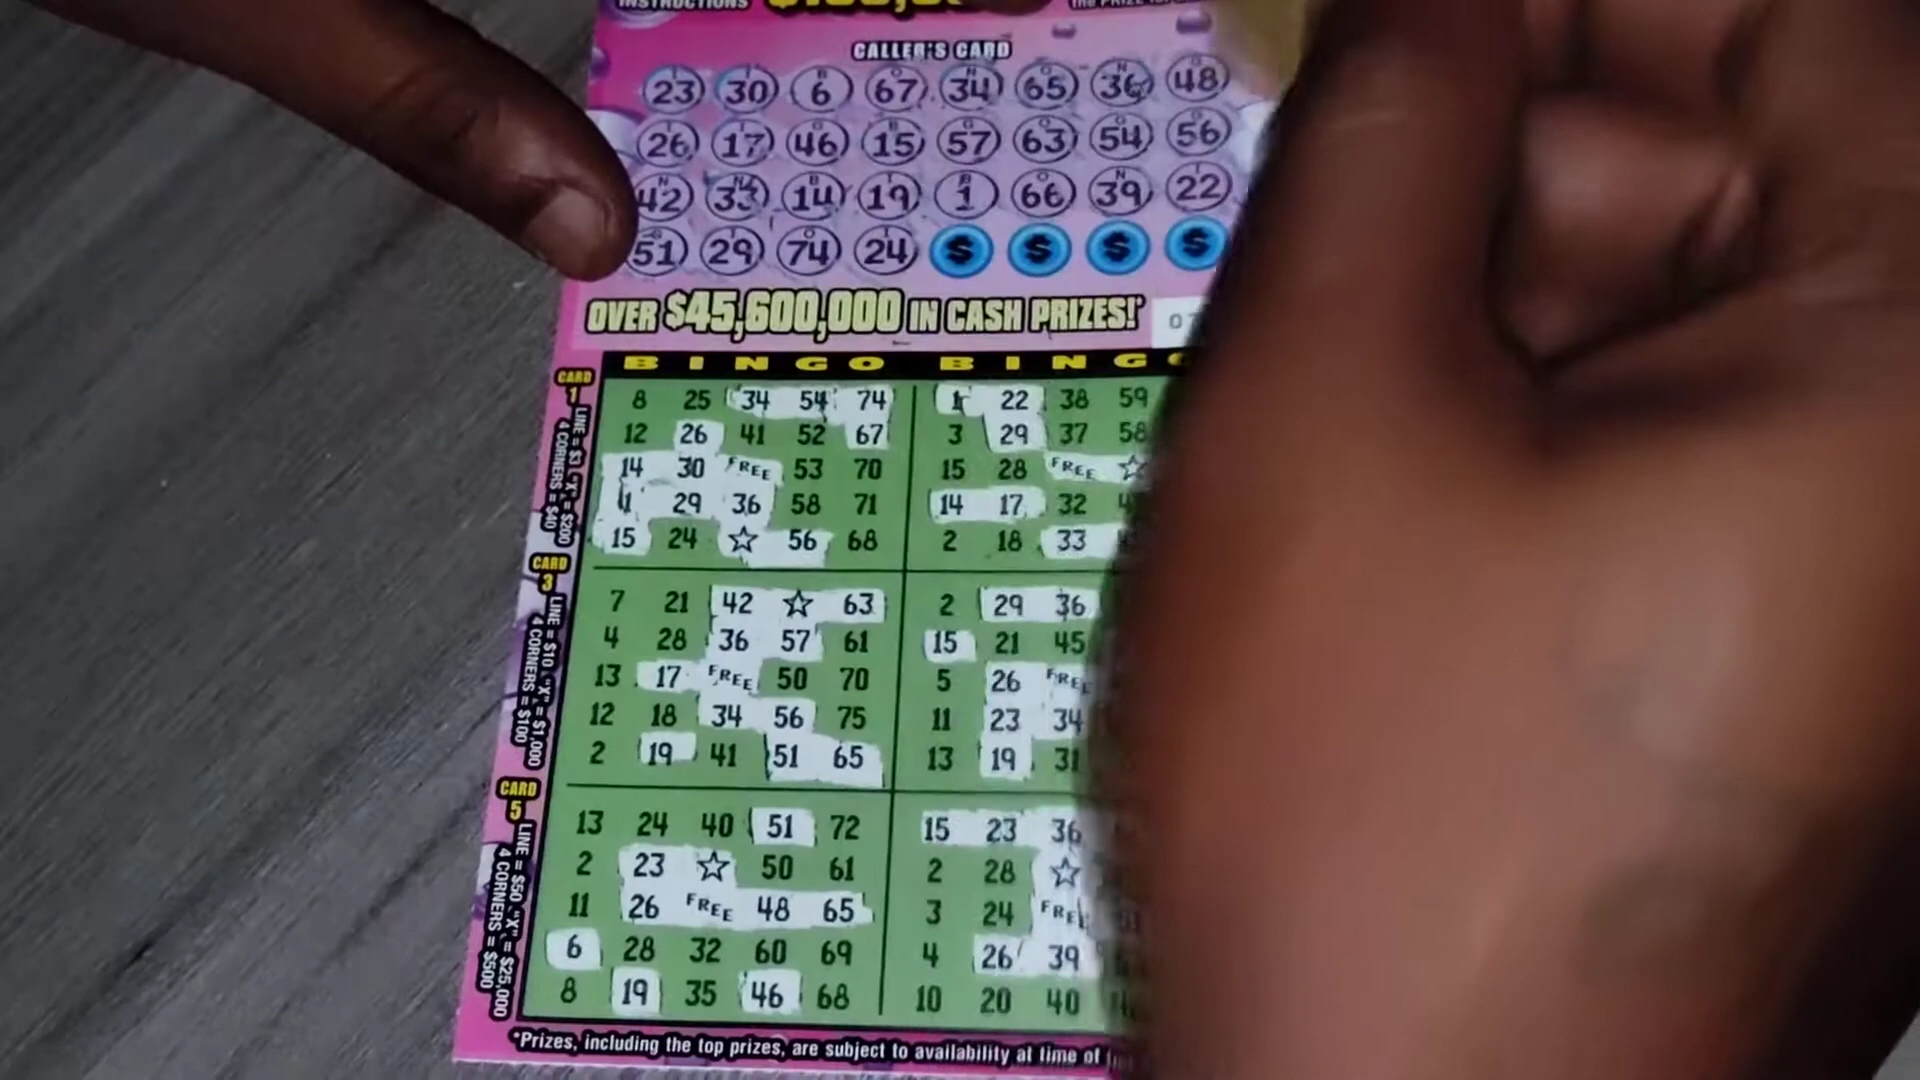 INSTRUCTIONS
CALLER'S CARD
23 30 6 67 34 65 36 48
26 17 46 15 57 63 54 56
42 33 14 19 1 66 39 22
51 29 74 24 $ $ $ $
OVER $45,600,000 IN CASH PRIZES!*
07
B I N G O B I N G
CARD 1
LINE = $3 "X" = $200
4 CORNERS = $40
8 25 34 54 74
12 26 41 52 67
14 30 FREE 53 70
1 29 36 58 71
15 24 ☆ 56 68
1 22 38 59
3 29 37 58
15 28 FREE ☆
14 17 32
2 18 33
CARD 3
LINE = $10 "X" = $1,000
4 CORNERS = $100
7 21 42 ☆ 63
4 28 36 57 61
13 17 FREE 50 70
12 18 34 56 75
2 19 41 51 65
2 29 36
15 21 45
5 26 FREE
11 23 34
13 19 31
CARD 5
LINE = $50 "X" = $25,000
4 CORNERS = $500
13 24 40 51 72
2 23 ☆ 50 61
11 26 FREE 48 65
6 28 32 60 69
8 19 35 46 68
15 23 36
2 28 ☆
3 24 FREE
4 26 39
10 20 40
*Prizes, including the top prizes, are subject to availability at time of